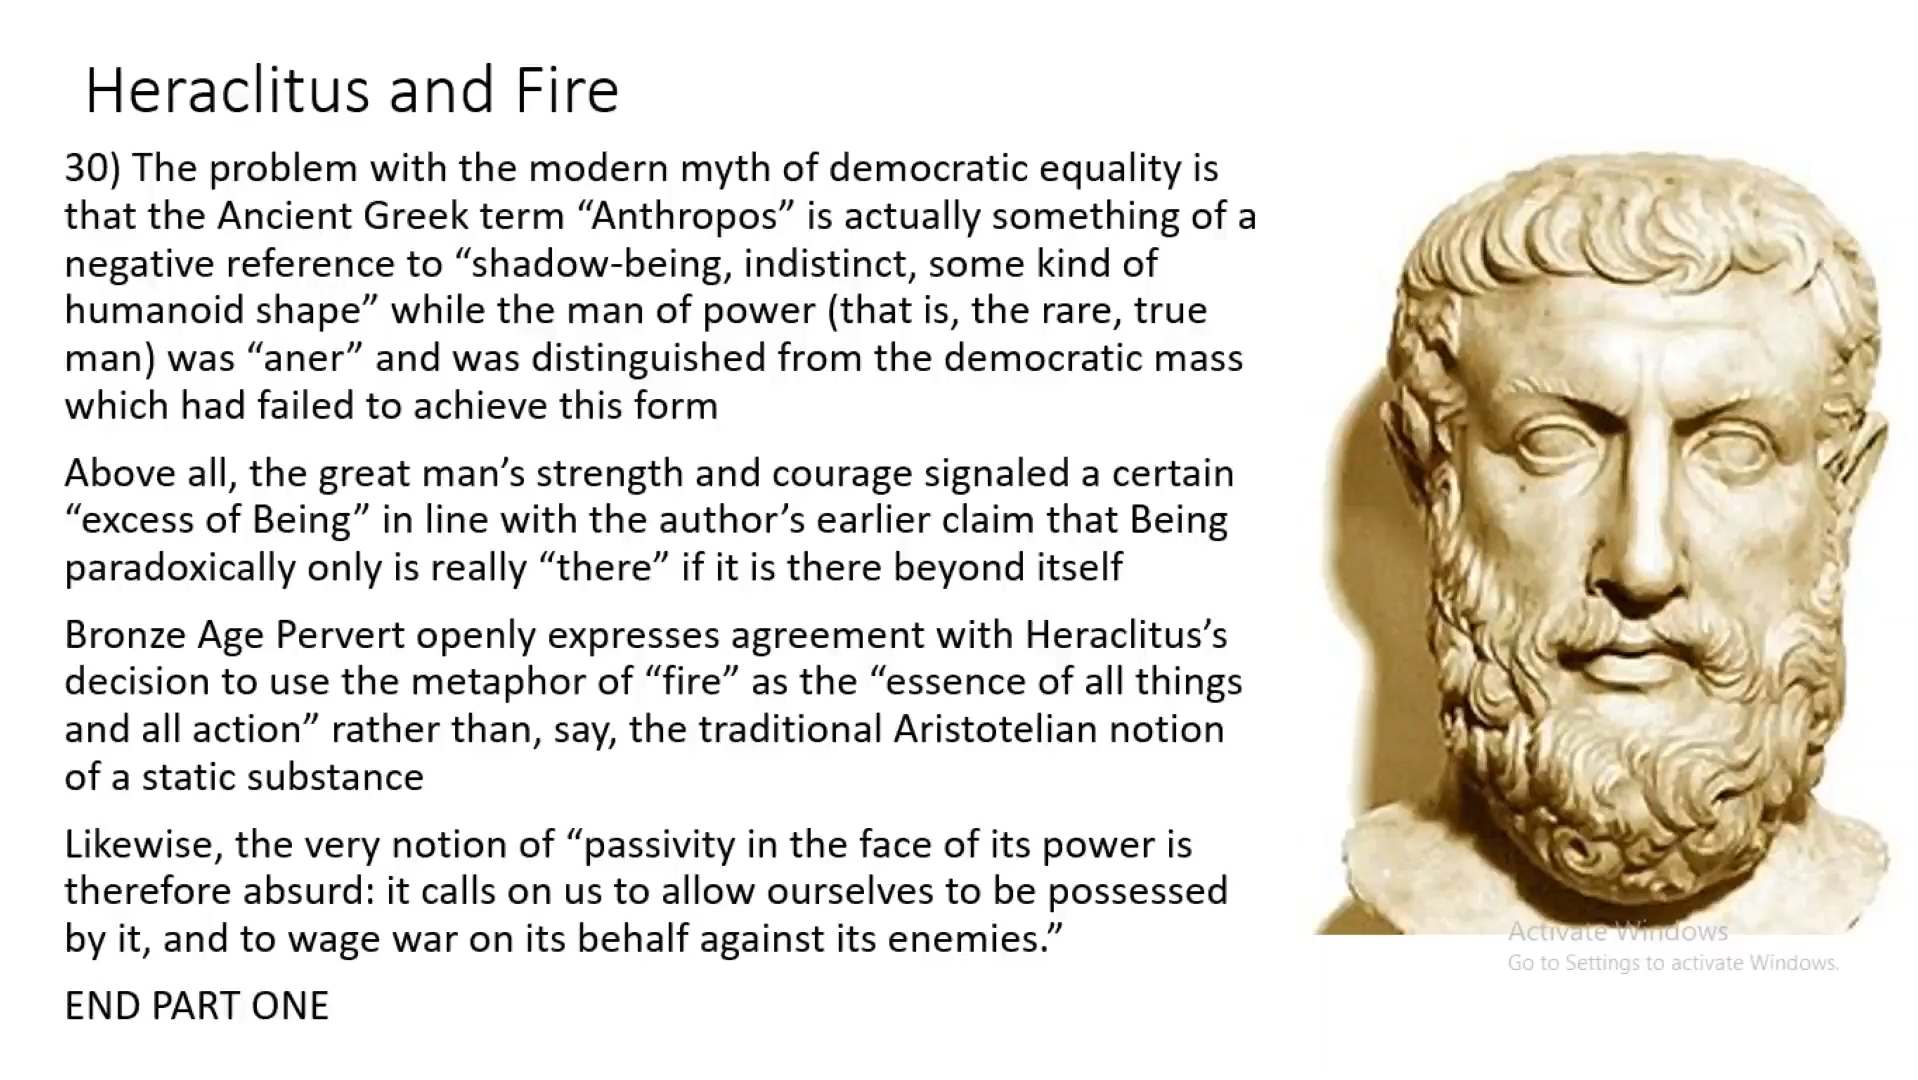 Heraclitus and Fire
30) The problem with the modern myth of democratic equality is
that the Ancient Greek term “Anthropos” is actually something of a
negative reference to “shadow-being, indistinct, some kind of
humanoid shape” while the man of power (that is, the rare, true
man) was “aner” and was distinguished from the democratic mass
which had failed to achieve this form
Above all, the great man’s strength and courage signaled a certain
“excess of Being” in line with the author’s earlier claim that Being
paradoxically only is really “there” if it is there beyond itself
Bronze Age Pervert openly expresses agreement with Heraclitus’s
decision to use the metaphor of “fire” as the “essence of all things
and all action” rather than, say, the traditional Aristotelian notion
of a static substance
Likewise, the very notion of “passivity in the face of its power is
therefore absurd: it calls on us to allow ourselves to be possessed
by it, and to wage war on its behalf against its enemies.”
END PART ONE
Activate Windows
Go to Settings to activate Windows.